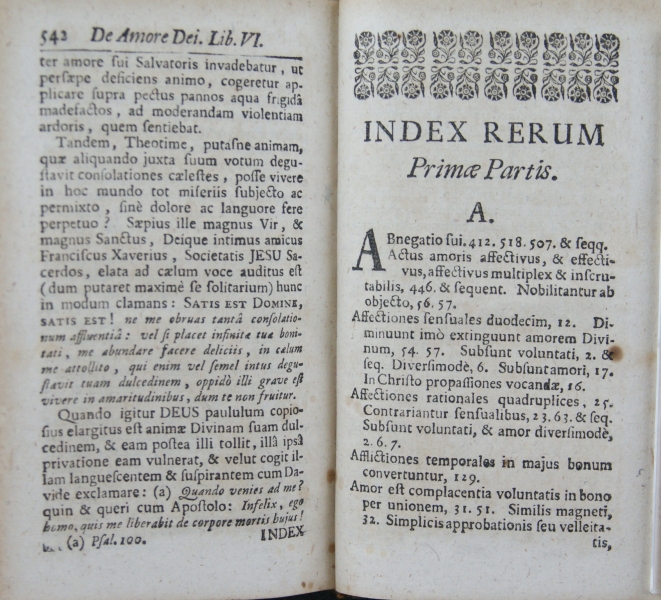 542 De Amore Dei. Lib. VI.
ter amore sui Salvatoris invadebatur, ut
persæpe deficiens animo, cogeretur ap-
plicare supra pectus pannos aqua frigidâ
madefactos, ad moderandam violentiam
ardoris, quem sentiebat.
Tandem, Theotime, putasne animam,
quæ aliquando juxta suum votum degu-
stavit consolationes cælestes, posse vivere
in hoc mundo tot miseriis subjecto ac
permixto, sinè dolore ac languore fere
perpetuo? Sæpius ille magnus Vir, &
magnus Sanctus, Deique intimus amicus
Franciscus Xaverius, Societatis JESU Sa-
cerdos, elata ad cælum voce auditus est
(dum putaret maximè se solitarium) hunc
in modum clamans: SATIS EST DOMINE,
SATIS EST! ne me obruas tantâ consolatio-
num affluentiâ: vel si placet infinitæ tuæ boni-
tati, me abundare facere deliciis, in cælum
me attollito, qui enim vel semel intus degu-
stavit tuam dulcedinem, oppidò illi grave est
vivere in amaritudinibus, dum te non fruitur.
Quando igitur DEUS paululum copio-
sius elargitus est animæ Divinam suam dul-
cedinem, & eam postea illi tollit, illâ ipsâ
privatione eam vulnerat, & velut cogit il-
lam languescentem & suspirantem cum Da-
vide exclamare: (a) Quando venies ad me?
quin & queri cum Apostolo: Infelix, ego
homo, quis me liberabit de corpore mortis hujus!
(a) Psal. 100. INDEX
INDEX RERUM
Primæ Partis.
A.
ABnegatio sui. 412. 518. 507. & seqq.
Actus amoris affectivus, & effecti-
vus, affectivus multiplex & inscru-
tabilis, 446. & sequent. Nobilitantur ab
objecto, 56. 57.
Affectiones sensuales duodecim, 12. Di-
minuunt imò extinguunt amorem Divi-
num, 54. 57. Subsunt voluntati, 2. &
seq. Diversimodè, 6. Subsunt amori, 17.
In Christo propassiones vocandæ, 16.
Affectiones rationales quadruplices, 25.
Contrariantur sensualibus, 23. 63. & seq.
Subsunt voluntati, & amor diversimodè,
2. 6. 7.
Afflictiones temporales in majus bonum
convertuntur, 129.
Amor est complacentia voluntatis in bono
per unionem, 31. 51. Similis magneti,
32. Simplicis approbationis seu velleita-
tis,